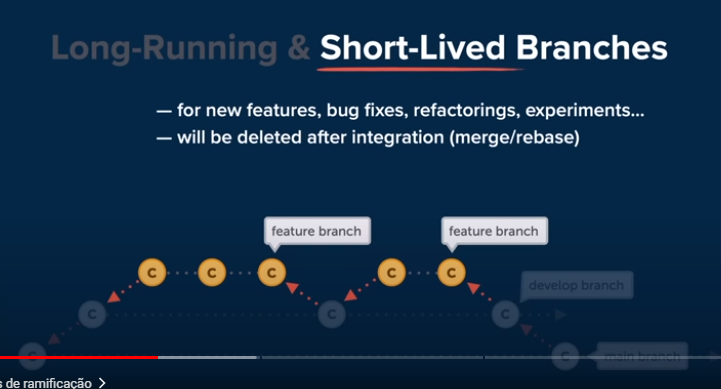 Long-Running & Short-Lived Branches
— for new features, bug fixes, refactorings, experiments...
— will be deleted after integration (merge/rebase)
feature branch
feature branch
C
C
C
C
C
develop branch
C
C
C
C
C
main branch
s de ramificação